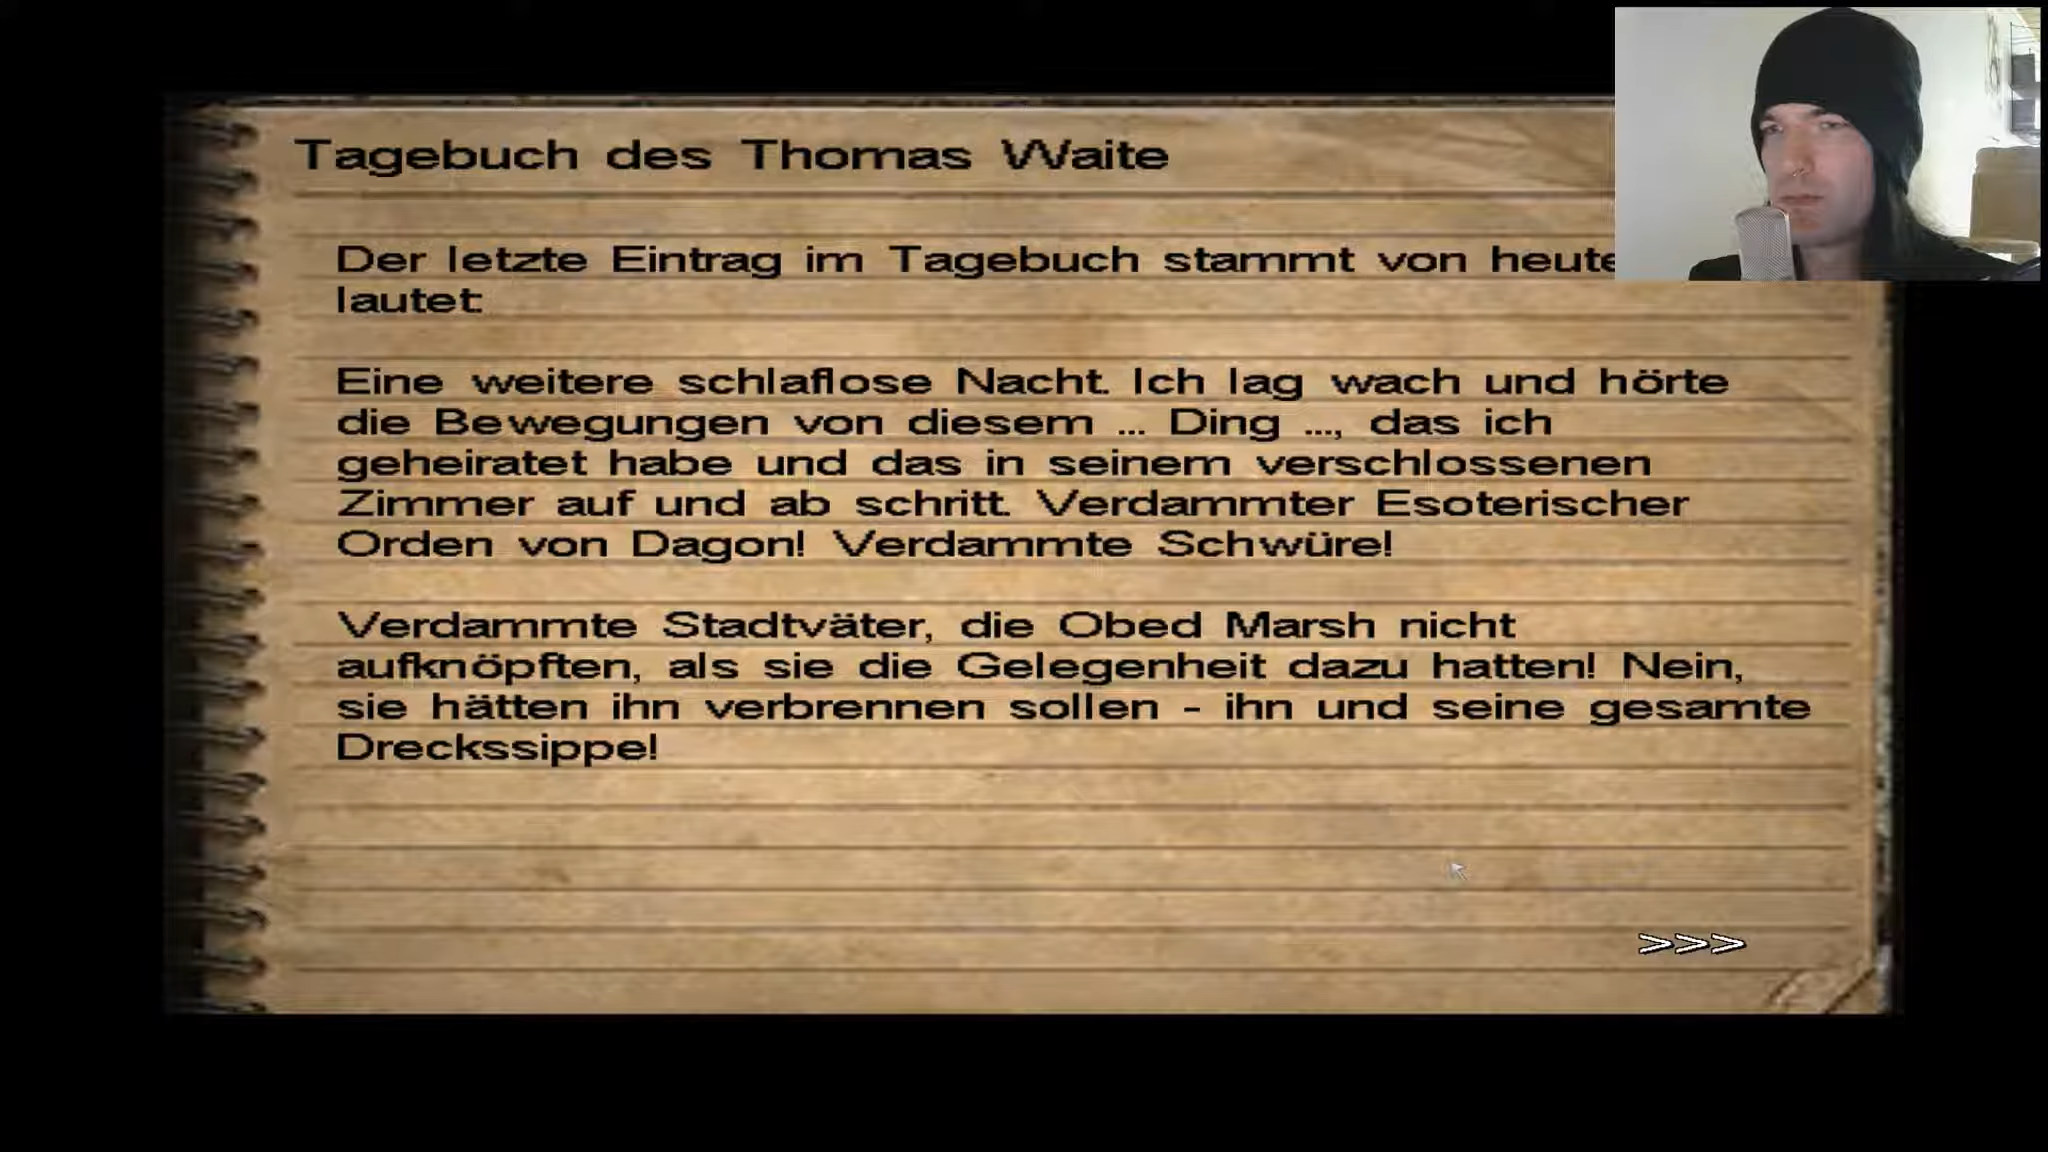 Tagebuch des Thomas Waite
Der letzte Eintrag im Tagebuch stammt von heute
lautet:
Eine weitere schlaflose Nacht. Ich lag wach und hörte
die Bewegungen von diesem ... Ding ..., das ich
geheiratet habe und das in seinem verschlossenen
Zimmer auf und ab schritt. Verdammter Esoterischer
Orden von Dagon! Verdammte Schwüre!
Verdammte Stadtväter, die Obed Marsh nicht
aufknöpften, als sie die Gelegenheit dazu hatten! Nein,
sie hätten ihn verbrennen sollen - ihn und seine gesamte
Dreckssippe!
>>>